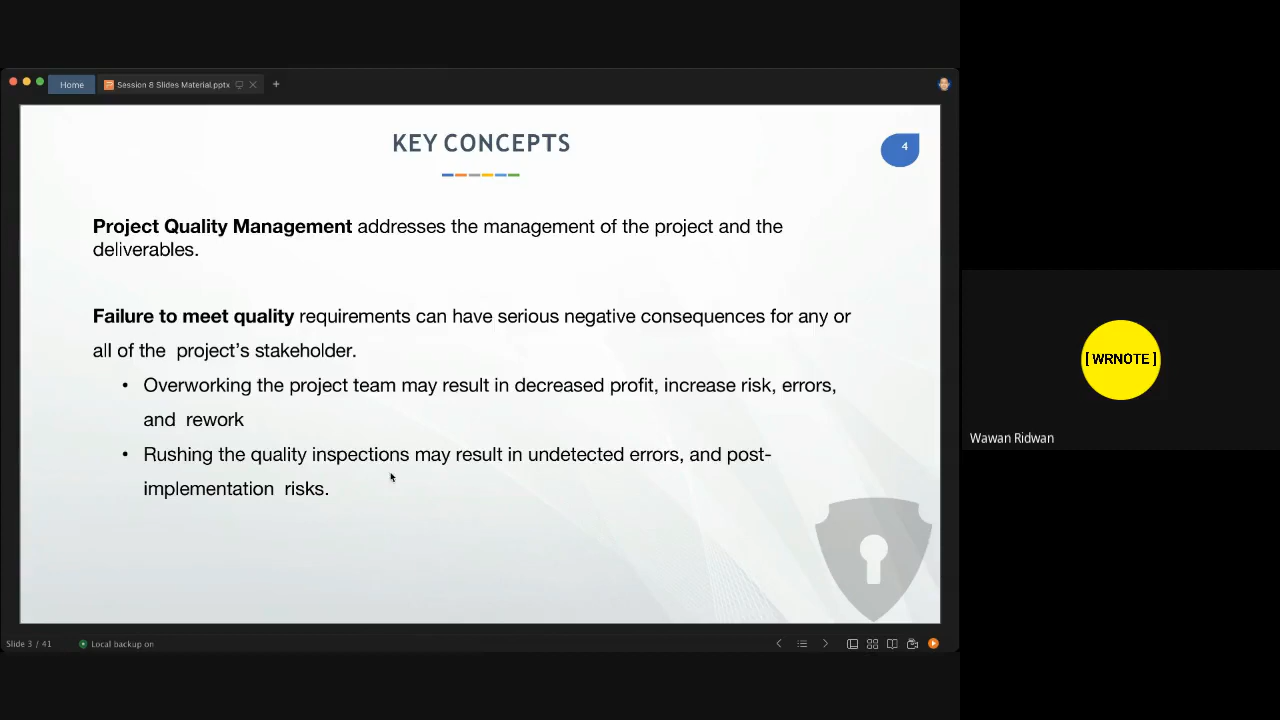 Home
Session 8 Slides Material.pptx
KEY CONCEPTS
4
Project Quality Management addresses the management of the project and the
deliverables.
Failure to meet quality requirements can have serious negative consequences for any or
all of the project's stakeholder.
• Overworking the project team may result in decreased profit, increase risk, errors,
and rework
• Rushing the quality inspections may result in undetected errors, and post-
implementation risks.
[ WRNOTE ]
Wawan Ridwan
Slide 3 / 41
Local backup on